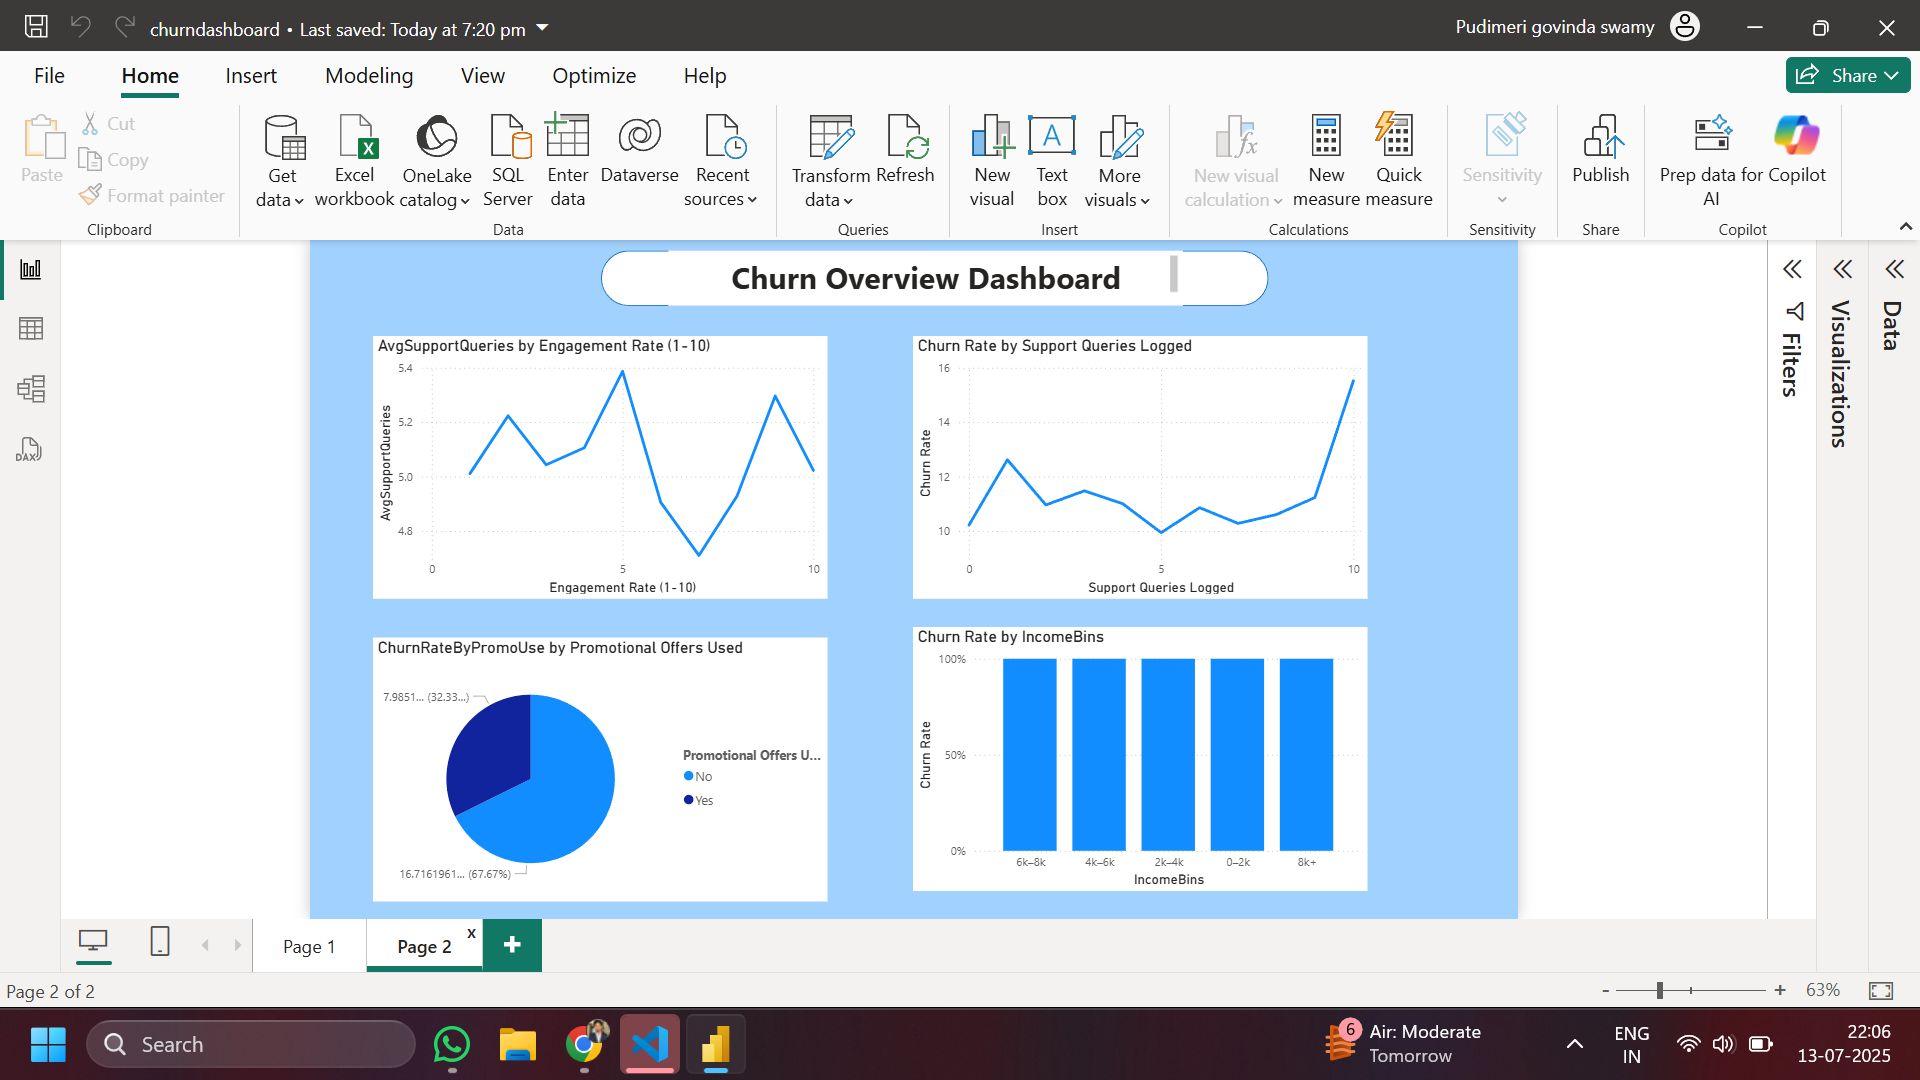 churndashboard • Last saved: Today at 7:20 pm
Pudimeri govinda swamy
File Home Insert Modeling View Optimize Help
Share
Paste
Cut
Copy
Format painter
Clipboard
Get data
Excel workbook
OneLake catalog
SQL Server
Enter data
Dataverse
Recent sources
Data
Transform data
Refresh
Queries
New visual
A
Text box
More visuals
Insert
fx
New visual calculation
New measure
Quick measure
Calculations
Sensitivity
Sensitivity
Publish
Share
Prep data for AI
Copilot
Copilot
DAX
Churn Overview Dashboard
AvgSupportQueries by Engagement Rate (1-10)
5.4
5.2
5.0
4.8
AvgSupportQueries
0 5 10
Engagement Rate (1-10)
Churn Rate by Support Queries Logged
16
14
12
10
Churn Rate
0 5 10
Support Queries Logged
ChurnRateByPromoUse by Promotional Offers Used
7.9851... (32.33...)
16.7161961... (67.67%)
Promotional Offers U...
No
Yes
Churn Rate by IncomeBins
100%
50%
0%
Churn Rate
6k–8k 4k–6k 2k–4k 0–2k 8k+
IncomeBins
Filters
Visualizations
Data
Page 1
Page 2 x
+
Page 2 of 2
- + 63%
Search
6
Air: Moderate
Tomorrow
ENG
IN
22:06
13-07-2025